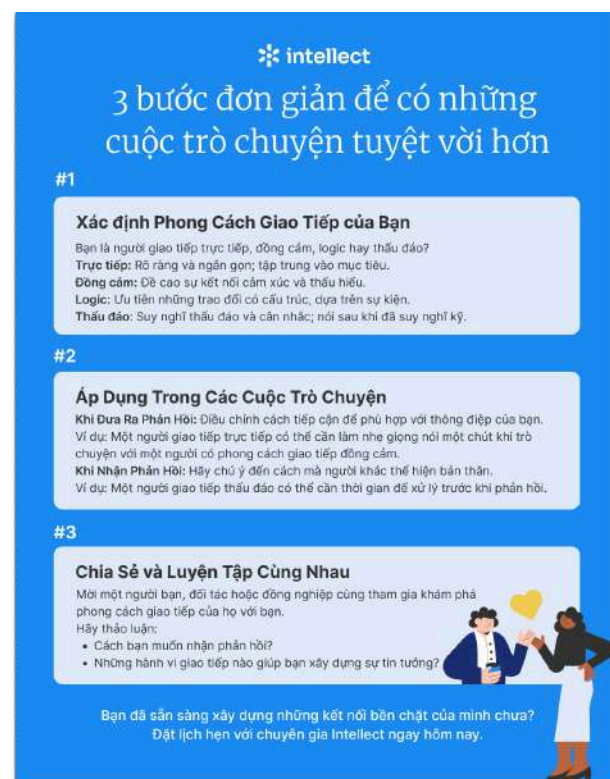 intellect
3 bước đơn giản để có những
cuộc trò chuyện tuyệt vời hơn
#1
Xác định Phong Cách Giao Tiếp của Bạn
Bạn là người giao tiếp trực tiếp, đồng cảm, logic hay thấu đáo?
Trực tiếp: Rõ ràng và ngắn gọn; tập trung vào mục tiêu.
Đồng cảm: Đề cao sự kết nối cảm xúc và thấu hiểu.
Logic: Ưu tiên những trao đổi có cấu trúc, dựa trên sự kiện.
Thấu đáo: Suy nghĩ thấu đáo và cân nhắc; nói sau khi đã suy nghĩ kỹ.
#2
Áp Dụng Trong Các Cuộc Trò Chuyện
Khi Đưa Ra Phản Hồi: Điều chỉnh cách tiếp cận để phù hợp với thông điệp của bạn.
Ví dụ: Một người giao tiếp trực tiếp có thể cần làm nhẹ giọng nói một chút khi trò
chuyện với một người có phong cách giao tiếp đồng cảm.
Khi Nhận Phản Hồi: Hãy chú ý đến cách mà người khác thể hiện bản thân.
Ví dụ: Một người giao tiếp thấu đáo có thể cần thời gian để xử lý trước khi phản hồi.
#3
Chia Sẻ và Luyện Tập Cùng Nhau
Mời một người bạn, đối tác hoặc đồng nghiệp cùng tham gia khám phá
phong cách giao tiếp của họ với bạn.
Hãy thảo luận:
• Cách bạn muốn nhận phản hồi?
• Những hành vi giao tiếp nào giúp bạn xây dựng sự tin tưởng?
Bạn đã sẵn sàng xây dựng những kết nối bền chặt của mình chưa?
Đặt lịch hẹn với chuyên gia Intellect ngay hôm nay.